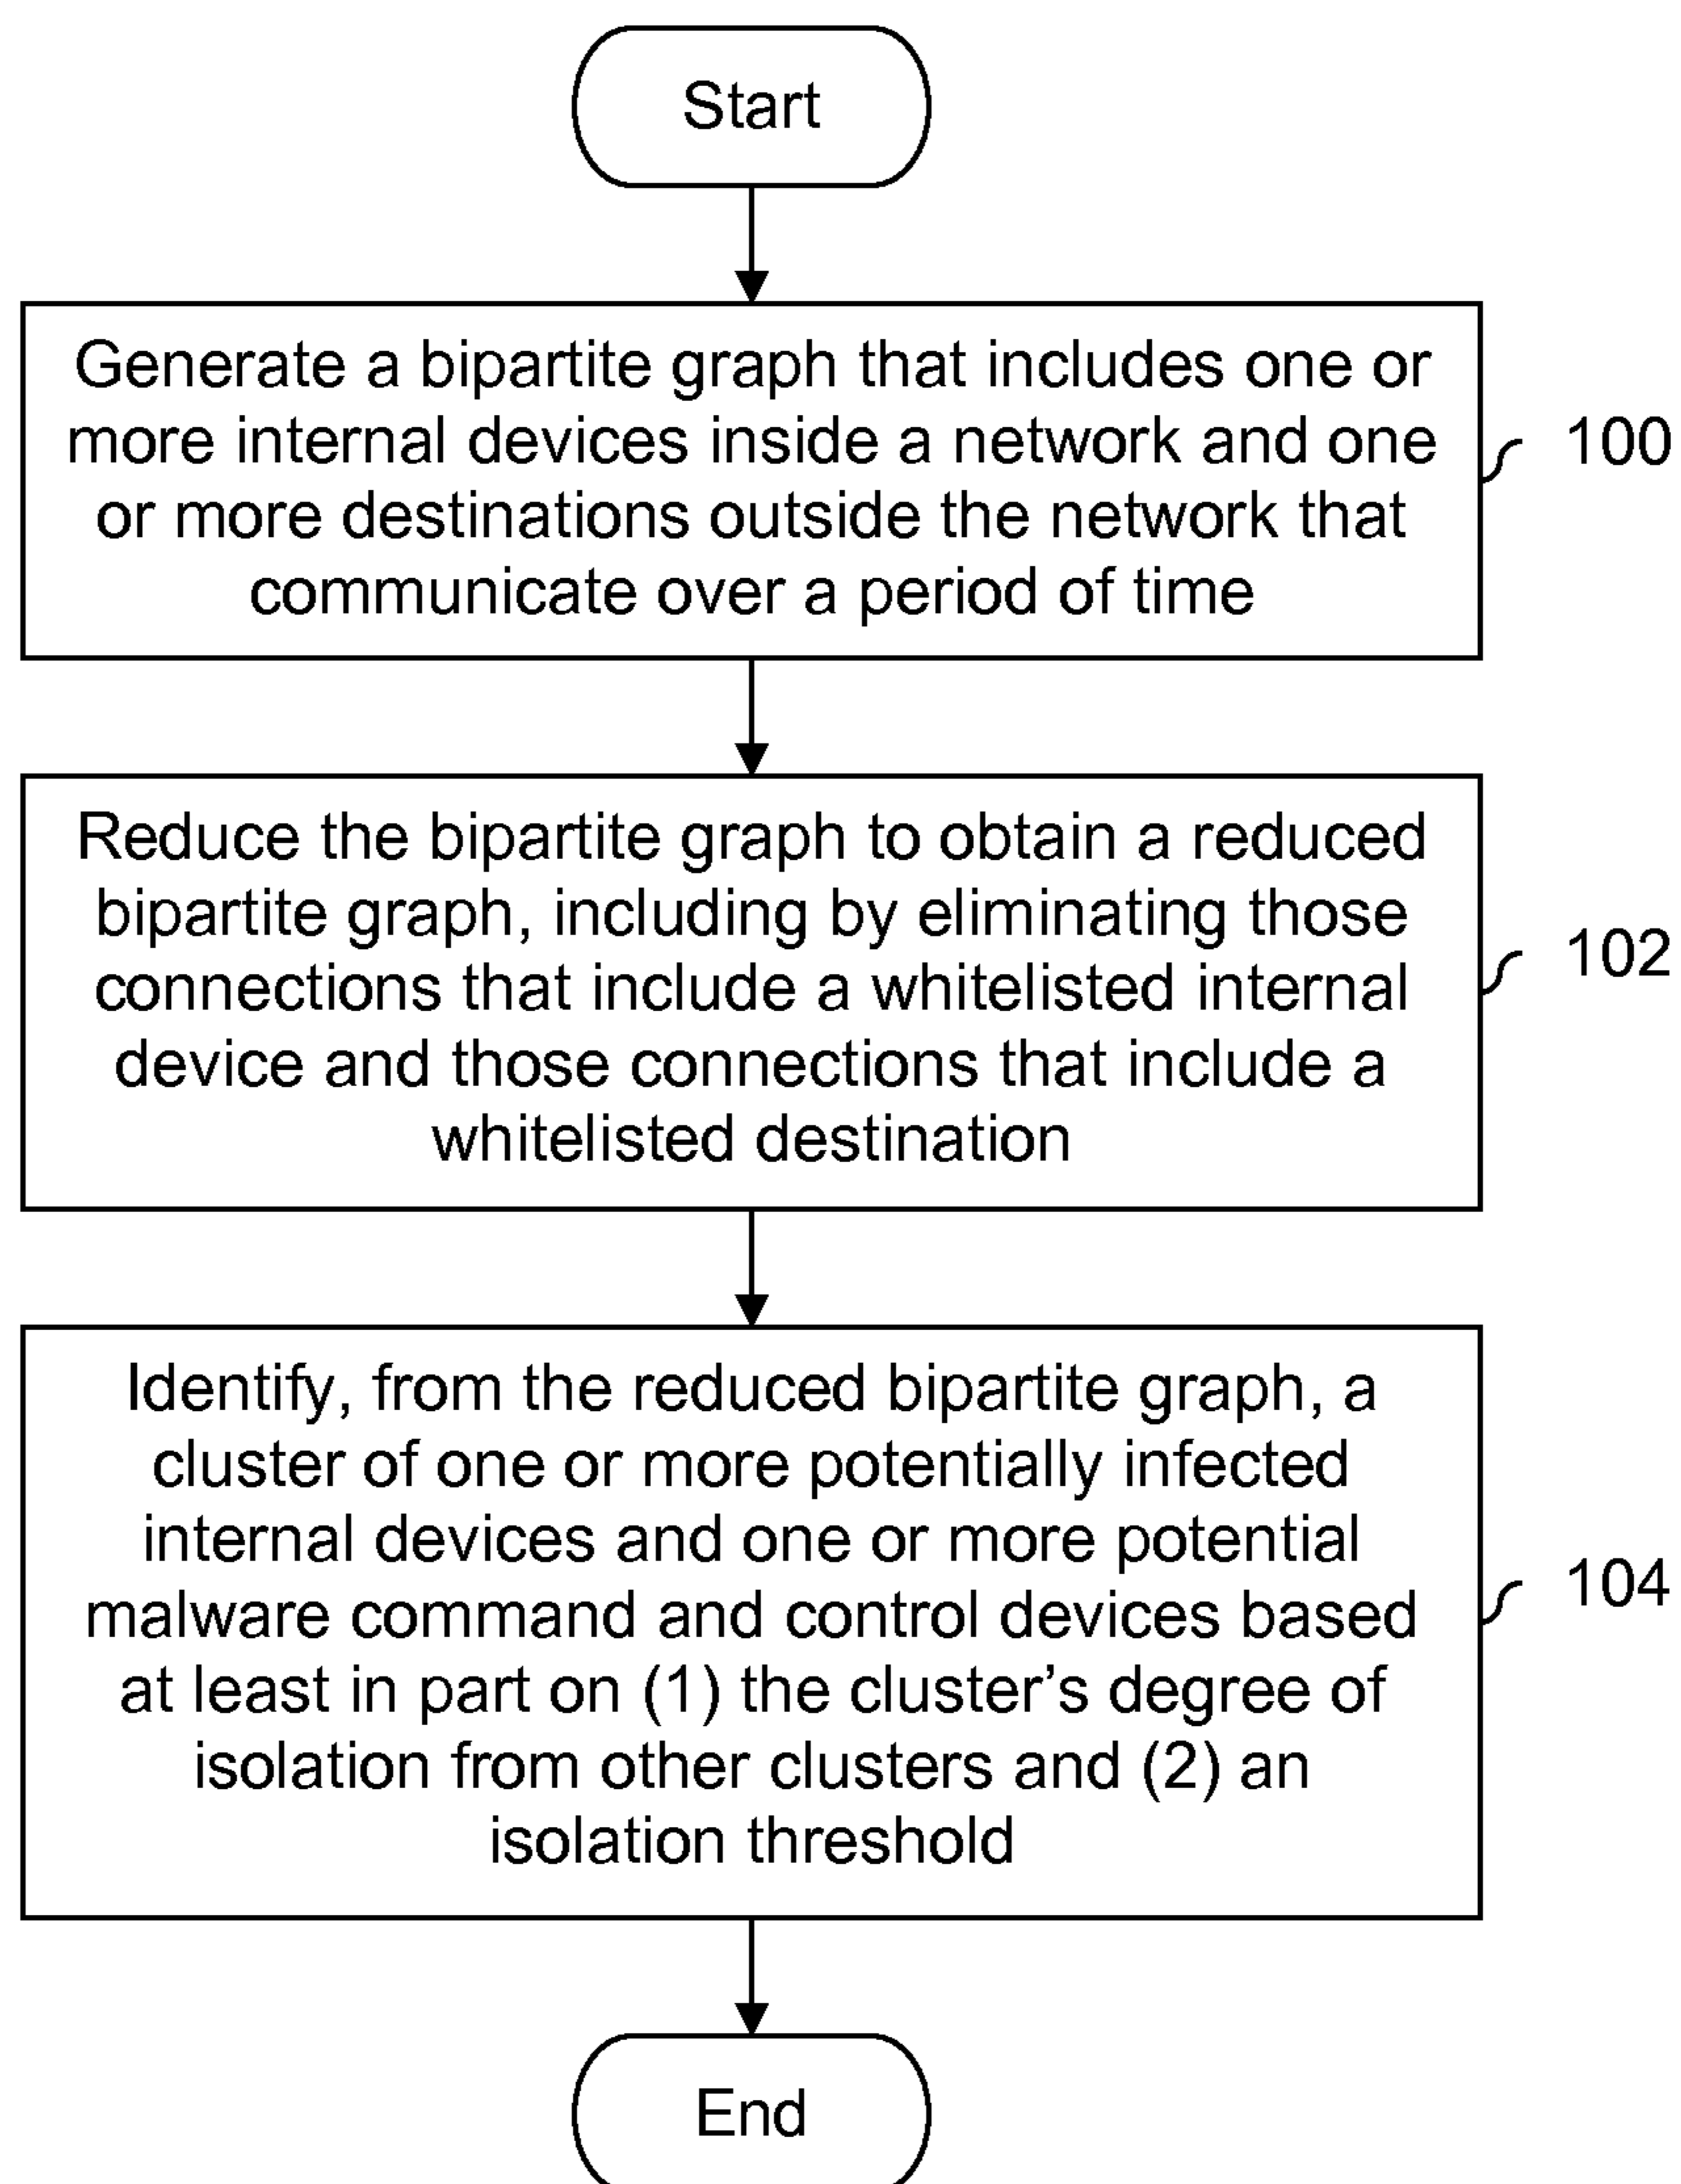 Start
Generate a bipartite graph that includes one or
more internal devices inside a network and one
or more destinations outside the network that
communicate over a period of time
100
Reduce the bipartite graph to obtain a reduced
bipartite graph, including by eliminating those
connections that include a whitelisted internal
device and those connections that include a
whitelisted destination
102
Identify, from the reduced bipartite graph, a
cluster of one or more potentially infected
internal devices and one or more potential
malware command and control devices based
at least in part on (1) the cluster’s degree of
isolation from other clusters and (2) an
isolation threshold
104
End